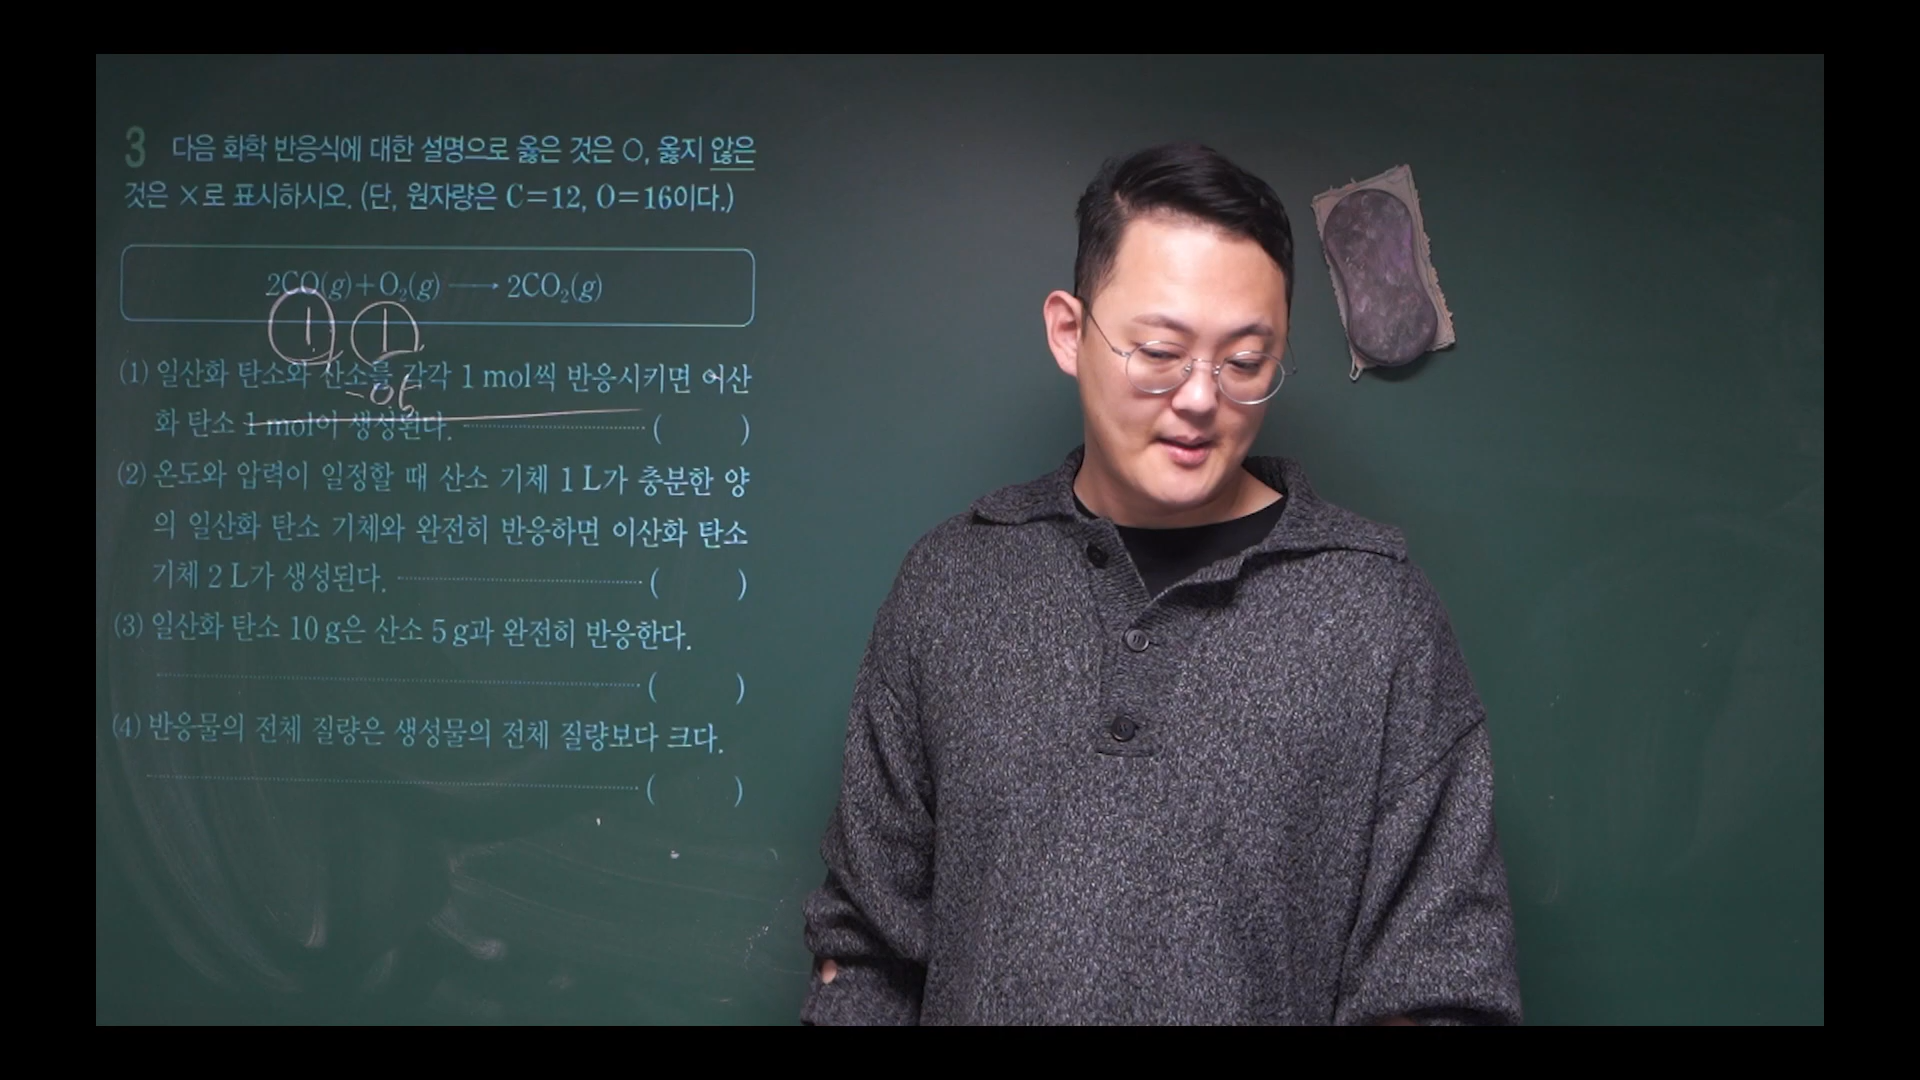 3 다음 화학 반응식에 대한 설명으로 옳은 것은 O, 옳지 않은
것은 ×로 표시하시오. (단, 원자량은 C=12, O=16이다.)
2CO(g)+O₂(g) ⟶ 2CO₂(g)
1 1
(1) 일산화 탄소와 산소를 각각 1 mol씩 반응시키면 이산
-0.5
화 탄소 1 mol이 생성된다. ( )
(2) 온도와 압력이 일정할 때 산소 기체 1 L가 충분한 양
의 일산화 탄소 기체와 완전히 반응하면 이산화 탄소
기체 2 L가 생성된다. ( )
(3) 일산화 탄소 10 g은 산소 5 g과 완전히 반응한다.
( )
(4) 반응물의 전체 질량은 생성물의 전체 질량보다 크다.
( )